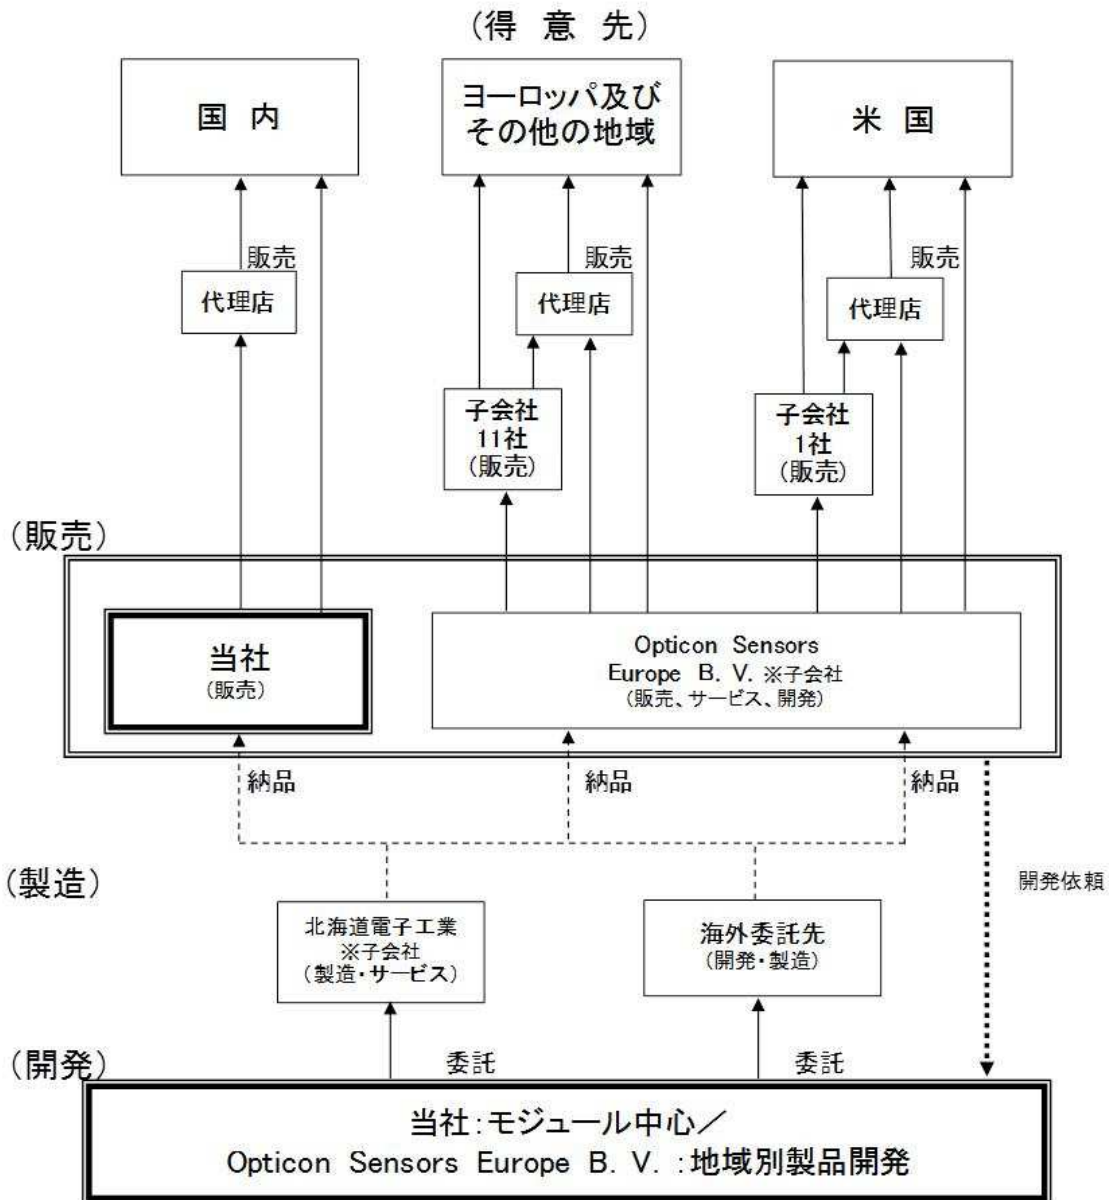 (得 意 先)
国 内
ヨーロッパ及び
その他の地域
米 国
販売
販売
販売
代理店
代理店
代理店
子会社
11社
(販売)
子会社
1社
(販売)
(販売)
当社
(販売)
Opticon Sensors
Europe B. V. ※子会社
(販売、サービス、開発)
納品
納品
納品
(製造)
開発依頼
北海道電子工業
※子会社
(製造・サービス)
海外委託先
(開発・製造)
(開発)
委託
委託
当社:モジュール中心/
Opticon Sensors Europe B. V. :地域別製品開発